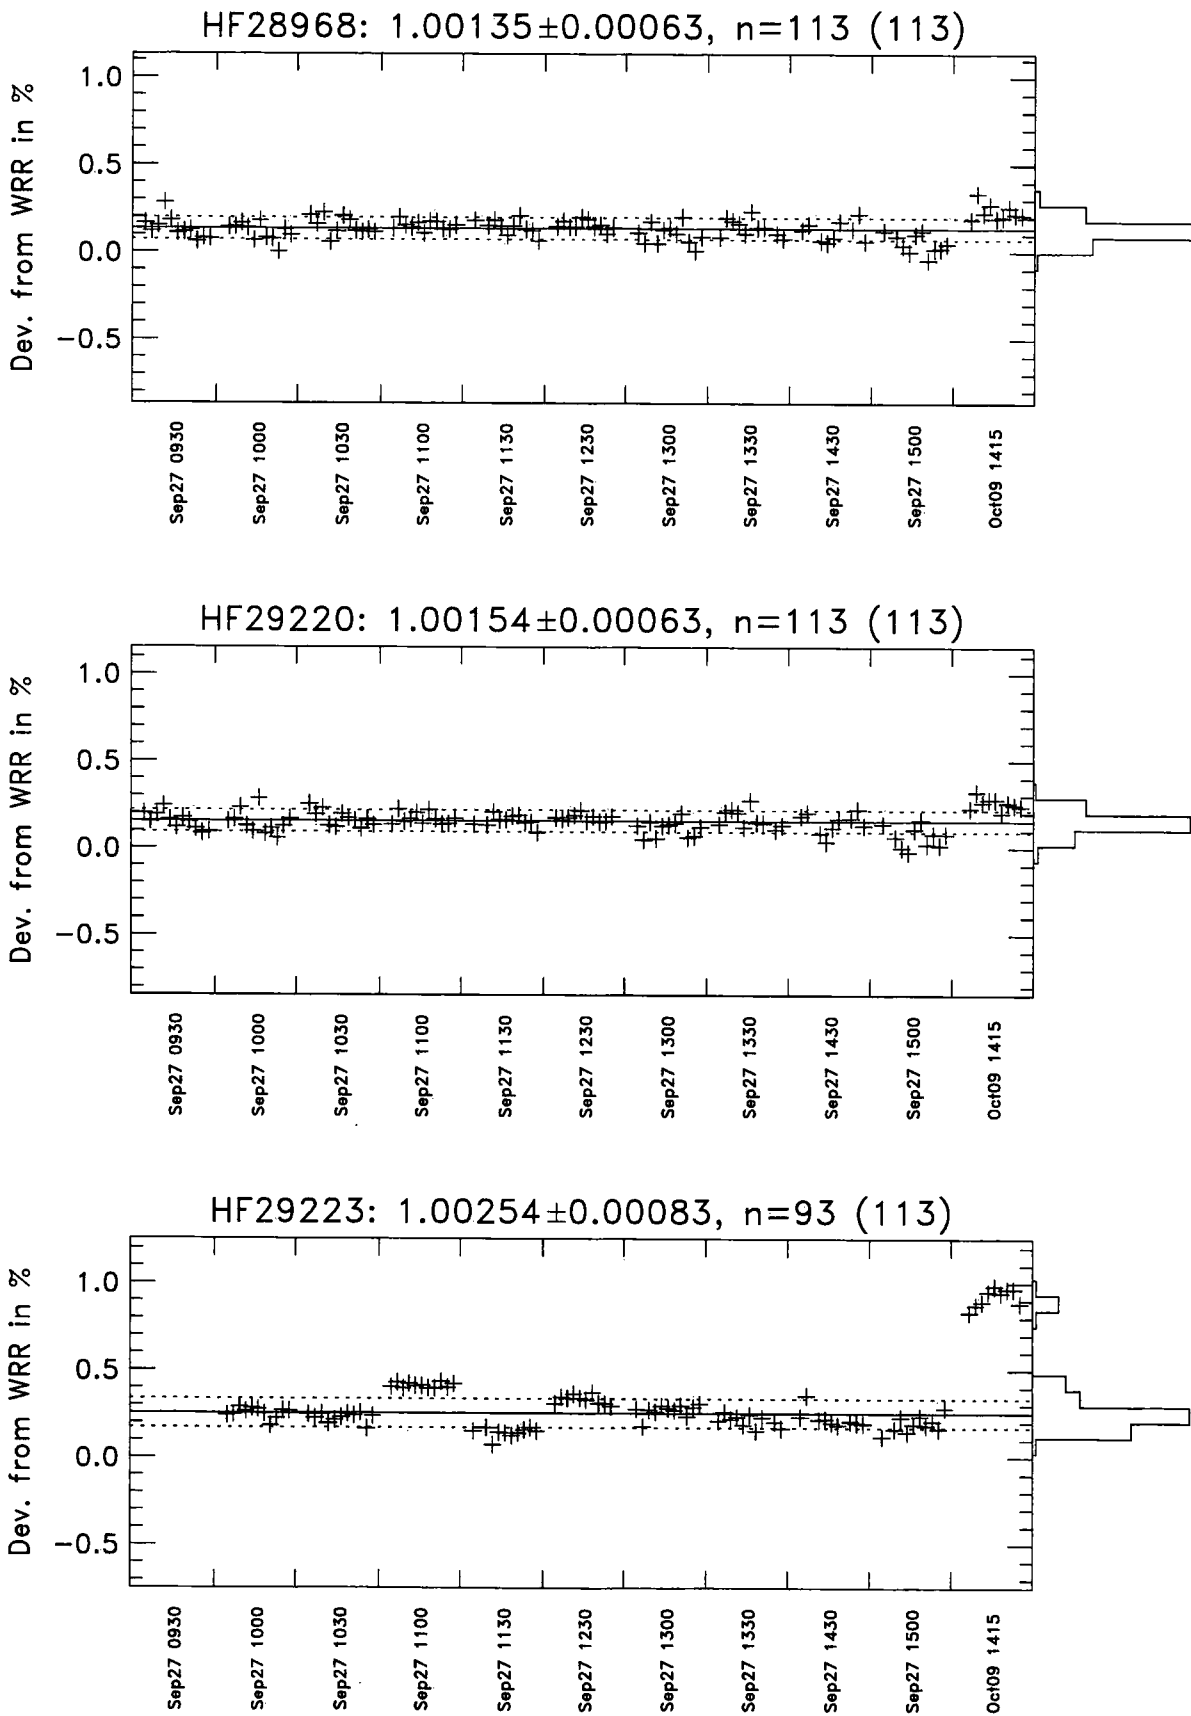 HF28968: 1.00135±0.00063, n=113 (113)
Dev. from WRR in %
1.0
0.5
0.0
-0.5
Sep27 0930
Sep27 1000
Sep27 1030
Sep27 1100
Sep27 1130
Sep27 1230
Sep27 1300
Sep27 1330
Sep27 1430
Sep27 1500
Oct09 1415
HF29220: 1.00154±0.00063, n=113 (113)
Dev. from WRR in %
1.0
0.5
0.0
-0.5
Sep27 0930
Sep27 1000
Sep27 1030
Sep27 1100
Sep27 1130
Sep27 1230
Sep27 1300
Sep27 1330
Sep27 1430
Sep27 1500
Oct09 1415
HF29223: 1.00254±0.00083, n=93 (113)
Dev. from WRR in %
1.0
0.5
0.0
-0.5
Sep27 0930
Sep27 1000
Sep27 1030
Sep27 1100
Sep27 1130
Sep27 1230
Sep27 1300
Sep27 1330
Sep27 1430
Sep27 1500
Oct09 1415